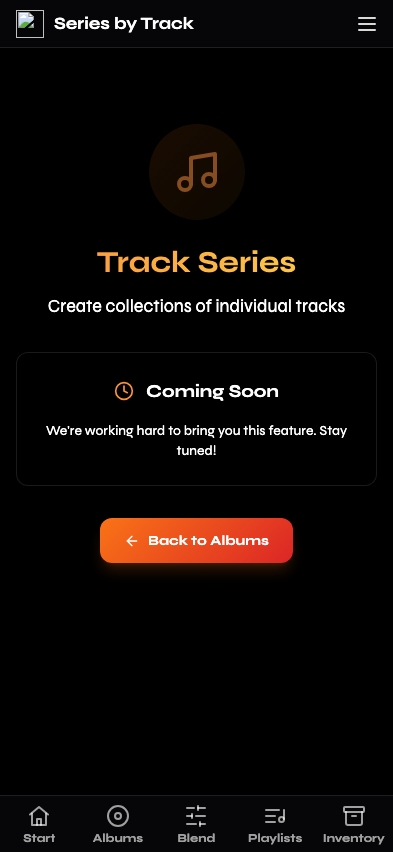 Series by Track
Track Series
Create collections of individual tracks
Coming Soon
We're working hard to bring you this feature. Stay
tuned!
Back to Albums
Start
Albums
Blend
Playlists
Inventory